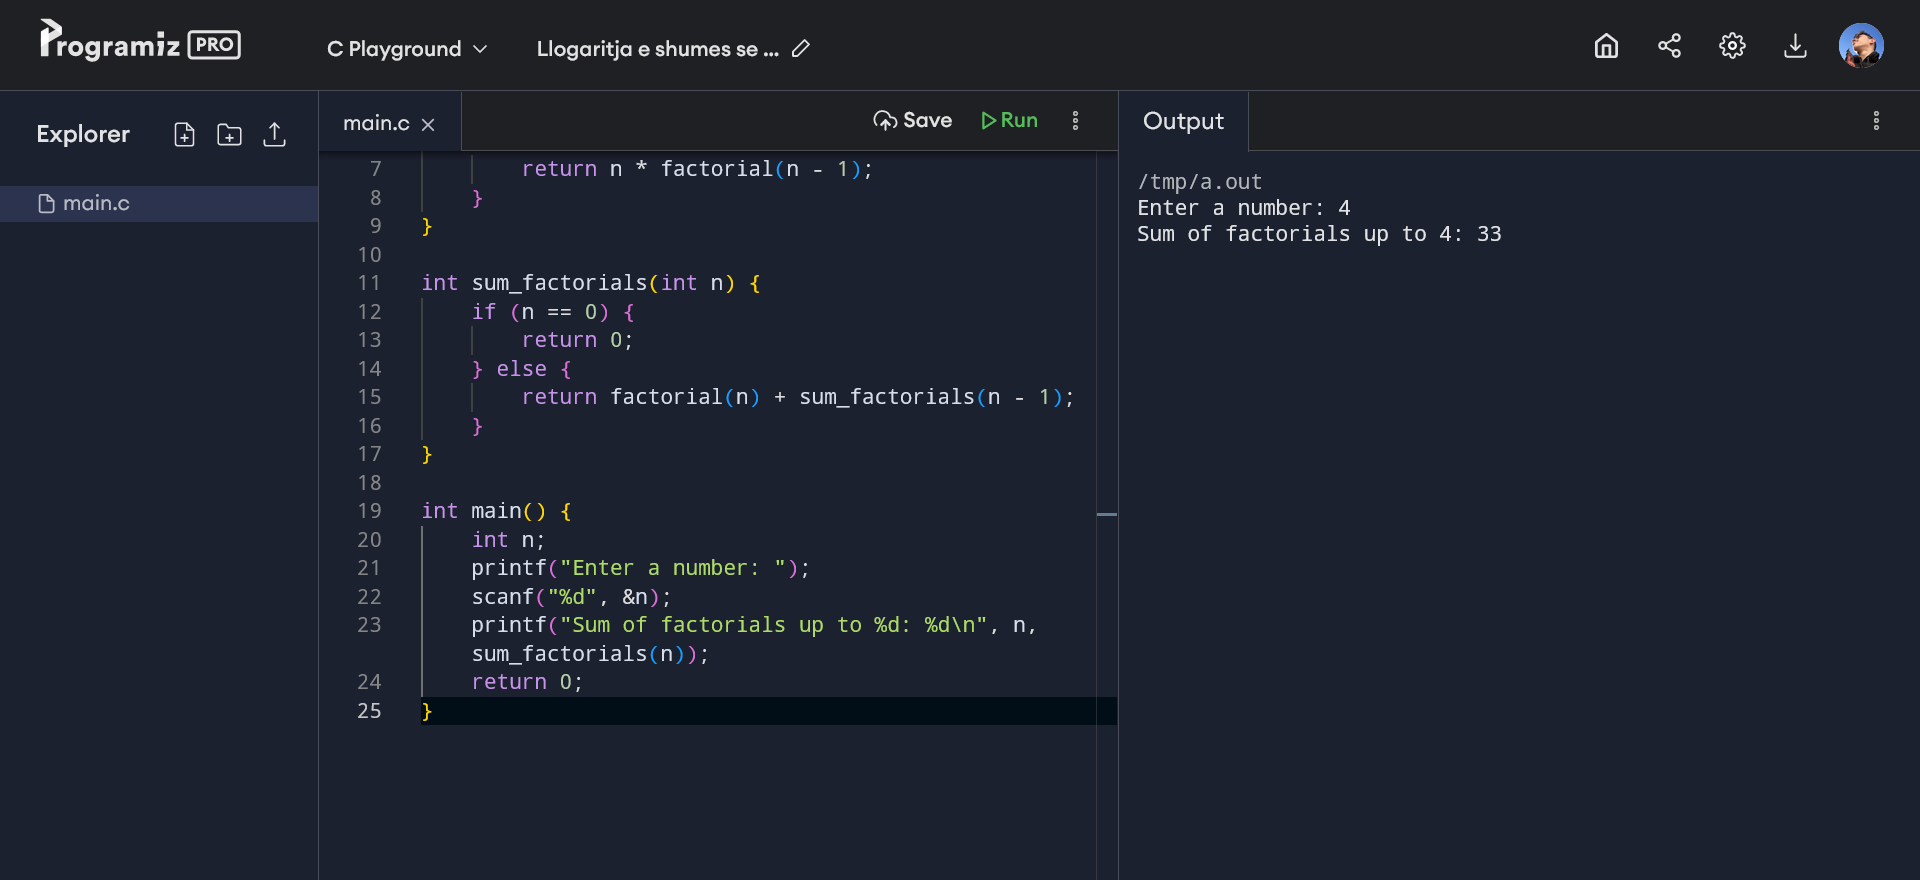 Programiz PRO
C Playground
Llogaritja e shumes se ...
Explorer
main.c
main.c
Save
Run
7 return n * factorial(n - 1);
8 }
9 }
10
11 int sum_factorials(int n) {
12 if (n == 0) {
13 return 0;
14 } else {
15 return factorial(n) + sum_factorials(n - 1);
16 }
17 }
18
19 int main() {
20 int n;
21 printf("Enter a number: ");
22 scanf("%d", &n);
23 printf("Sum of factorials up to %d: %d\n", n,
sum_factorials(n));
24 return 0;
25 }
Output
/tmp/a.out
Enter a number: 4
Sum of factorials up to 4: 33